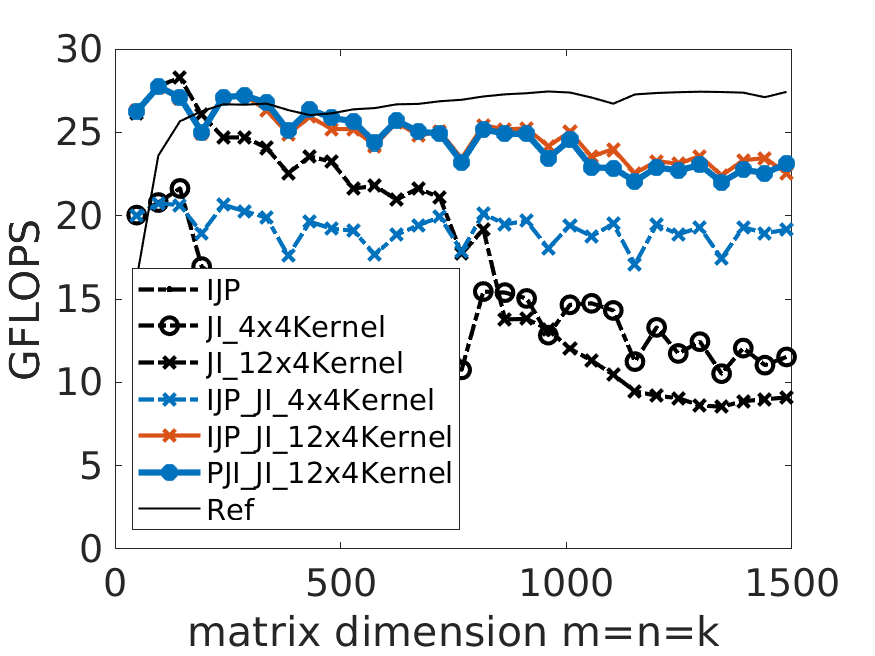 30
25
20
15
10
5
0
GFLOPS
IJP
JI_4x4Kernel
JI_12x4Kernel
IJP_JI_4x4Kernel
IJP_JI_12x4Kernel
PJI_JI_12x4Kernel
Ref
0 500 1000 1500
matrix dimension m=n=k